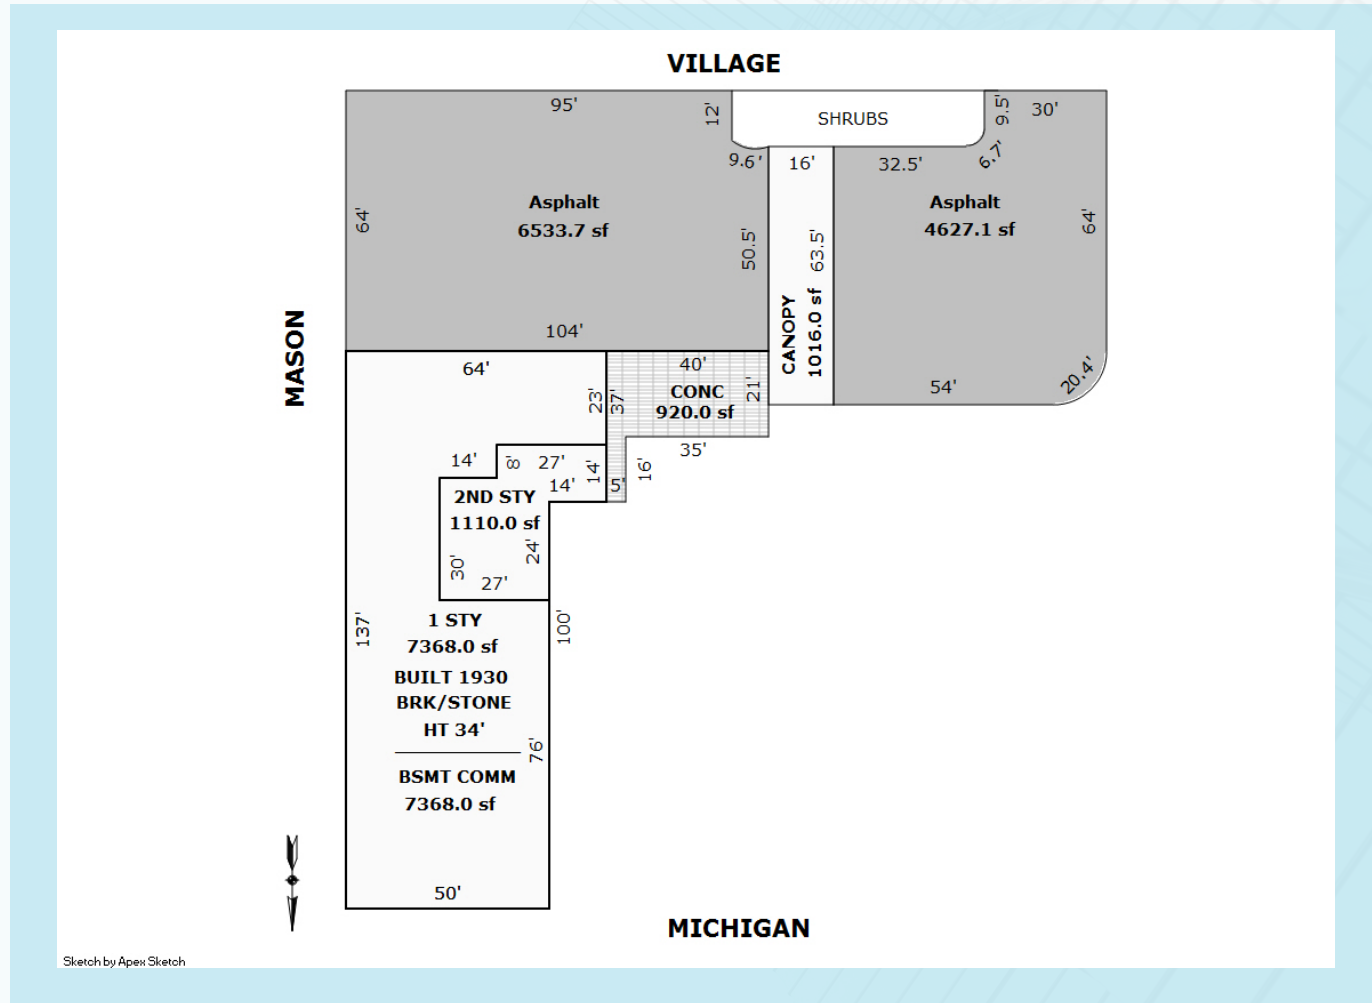 VILLAGE
95'
12'
SHRUBS
9.5'
30'
9.6'
16'
32.5'
6.7'
64'
Asphalt
6533.7 sf
50.5'
63.5'
Asphalt
4627.1 sf
64'
MASON
104'
CANOPY
1016.0 sf
54'
20.4'
64'
23'
37'
40'
CONC
920.0 sf
21'
35'
14'
8'
27'
14'
14'
5'
16'
2ND STY
1110.0 sf
30'
24'
27'
137'
1 STY
7368.0 sf
100'
BUILT 1930
BRK/STONE
HT 34'
76'
BSMT COMM
7368.0 sf
50'
MICHIGAN
Sketch by Apex Sketch